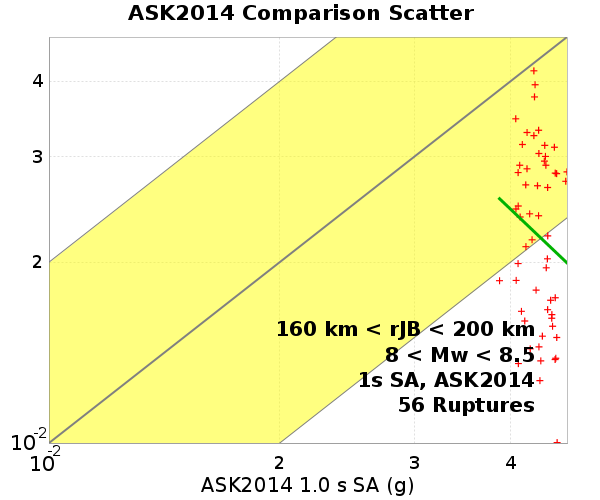 ASK2014 Comparison Scatter
4
3
2
10-2
160 km < rJB < 200 km
8 < Mw < 8.5
1s SA, ASK2014
56 Ruptures
10-2
2
3
4
ASK2014 1.0 s SA (g)